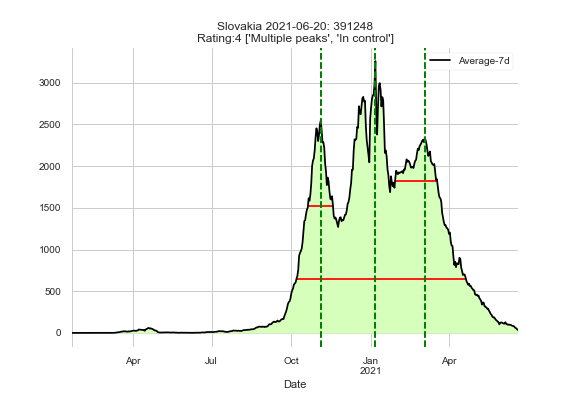 Slovakia 2021-06-20: 391248
Rating:4 ['Multiple peaks', 'In control']
Average-7d
3000
2500
2000
1500
1000
500
0
Apr
Jul
Oct
Jan
2021
Apr
Date